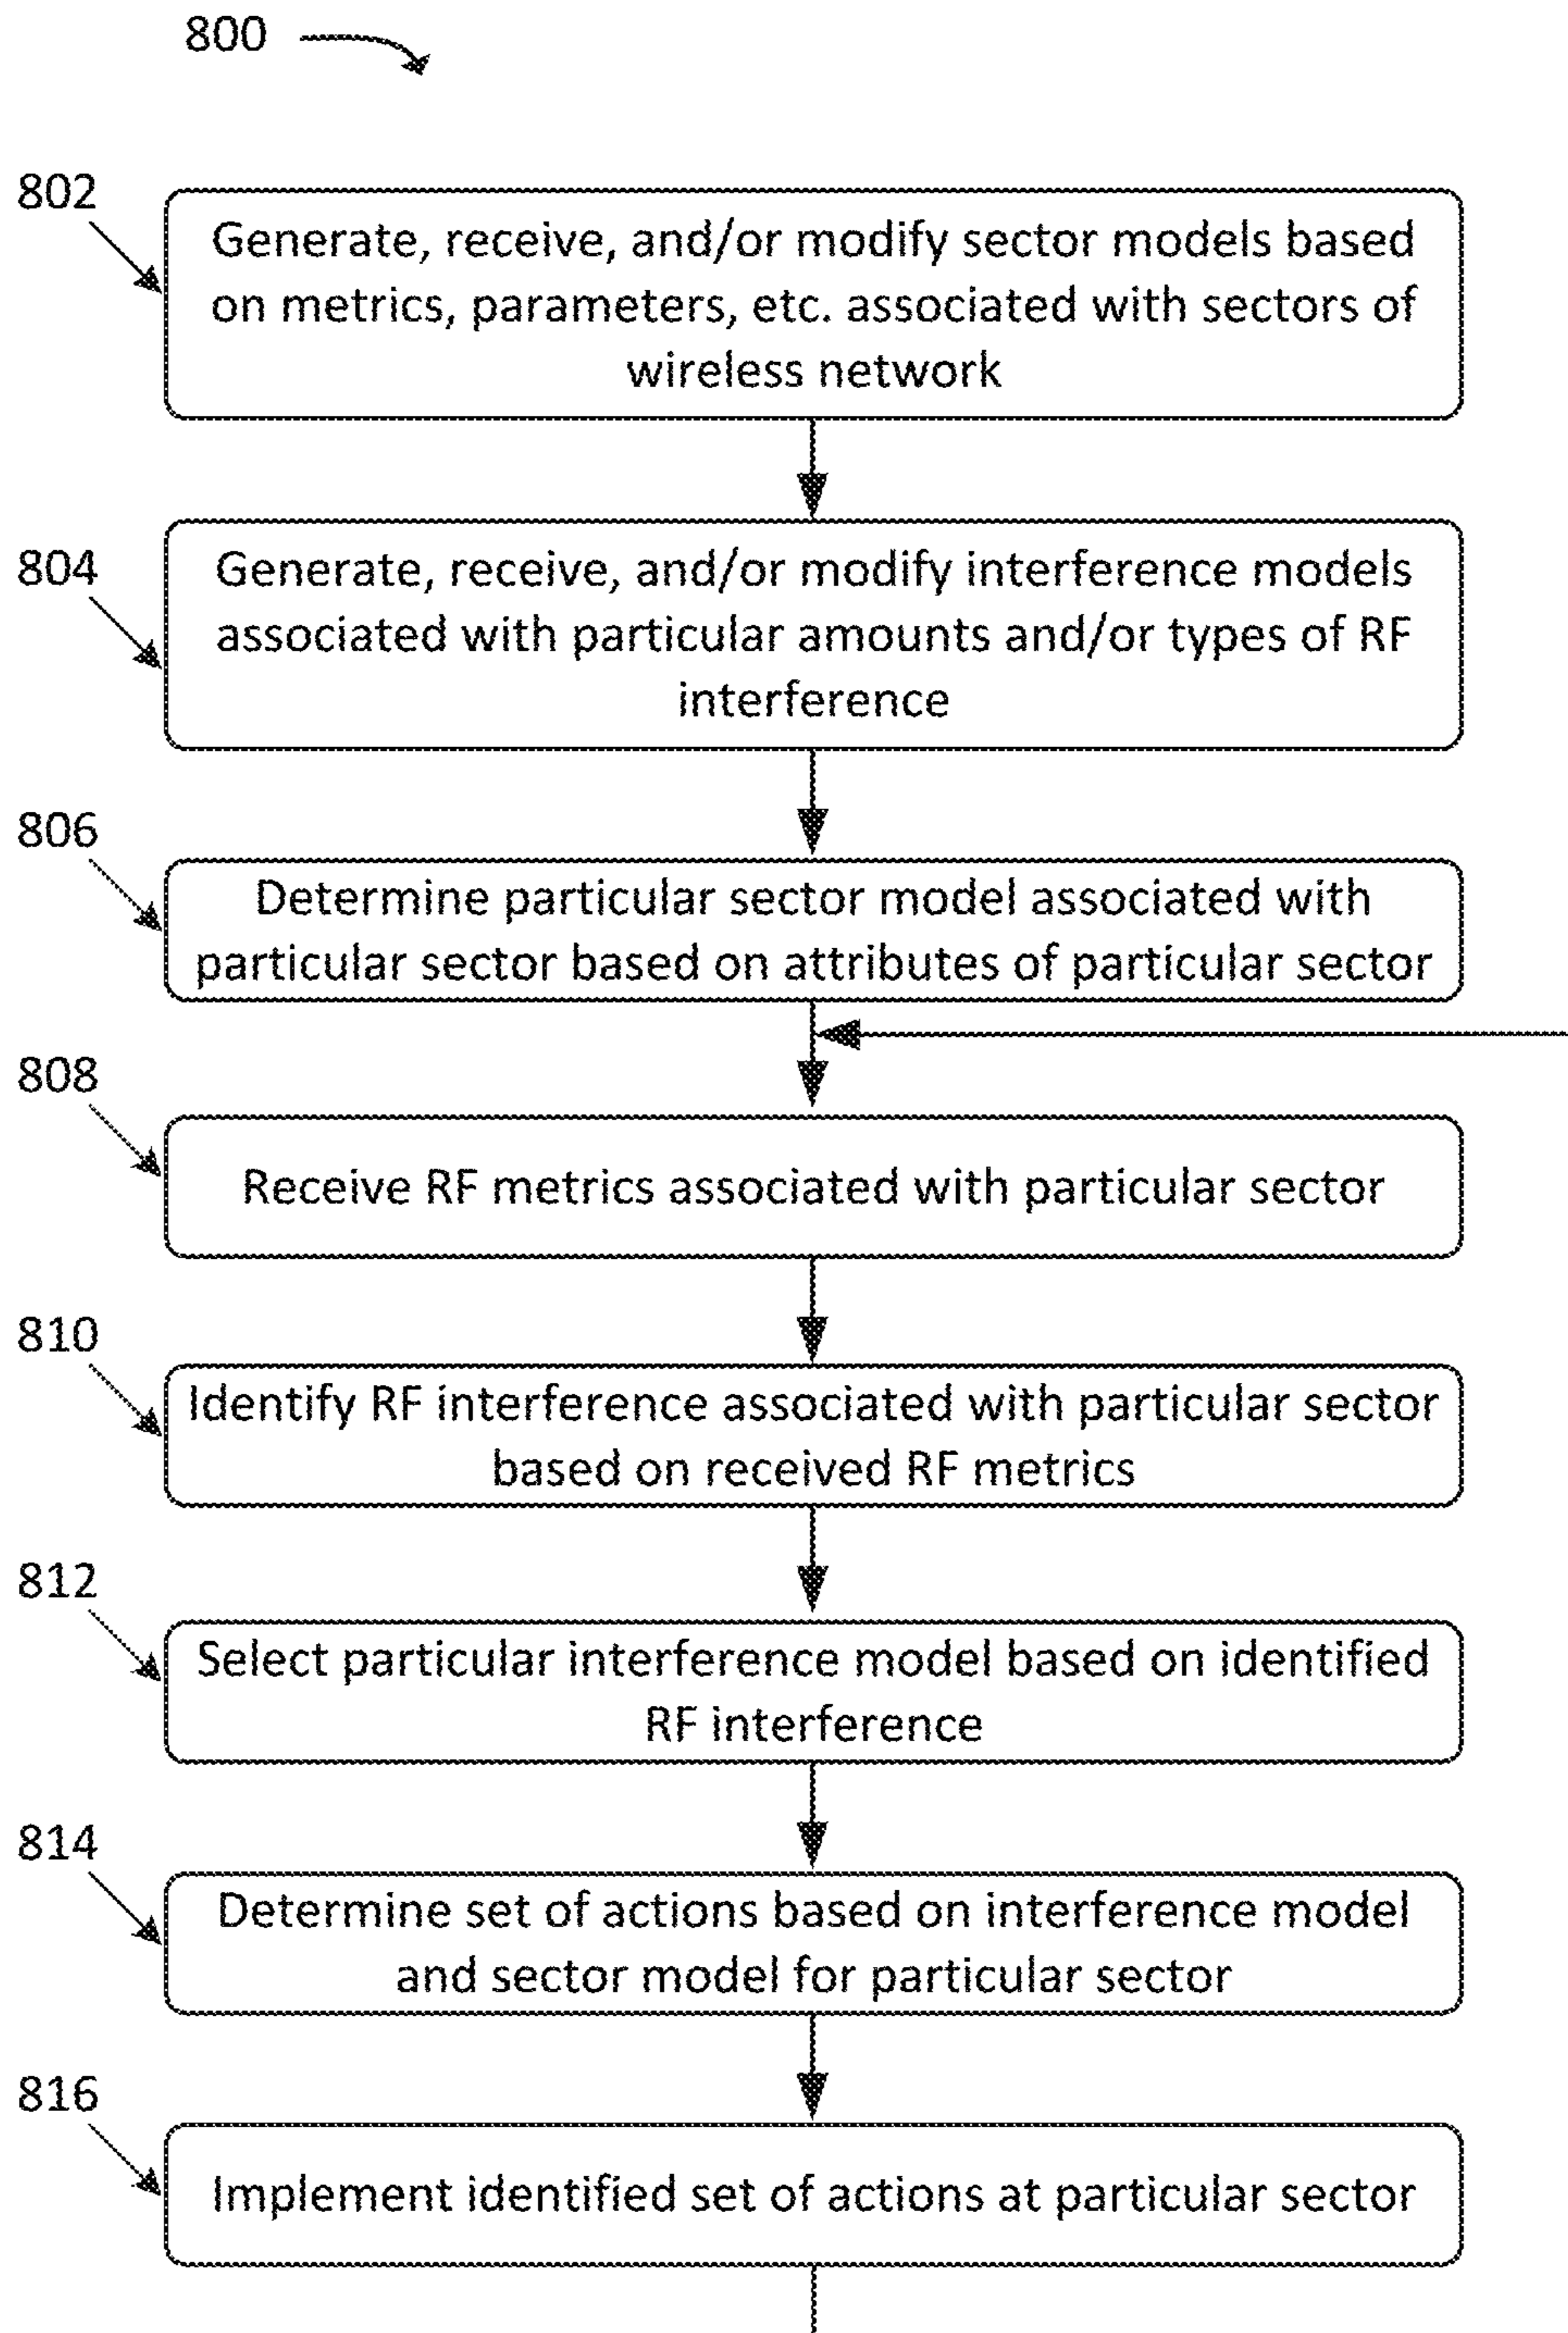 800
802
Generate, receive, and/or modify sector models based
on metrics, parameters, etc. associated with sectors of
wireless network
804
Generate, receive, and/or modify interference models
associated with particular amounts and/or types of RF
interference
806
Determine particular sector model associated with
particular sector based on attributes of particular sector
808
Receive RF metrics associated with particular sector
810
Identify RF interference associated with particular sector
based on received RF metrics
812
Select particular interference model based on identified
RF interference
814
Determine set of actions based on interference model
and sector model for particular sector
816
Implement identified set of actions at particular sector